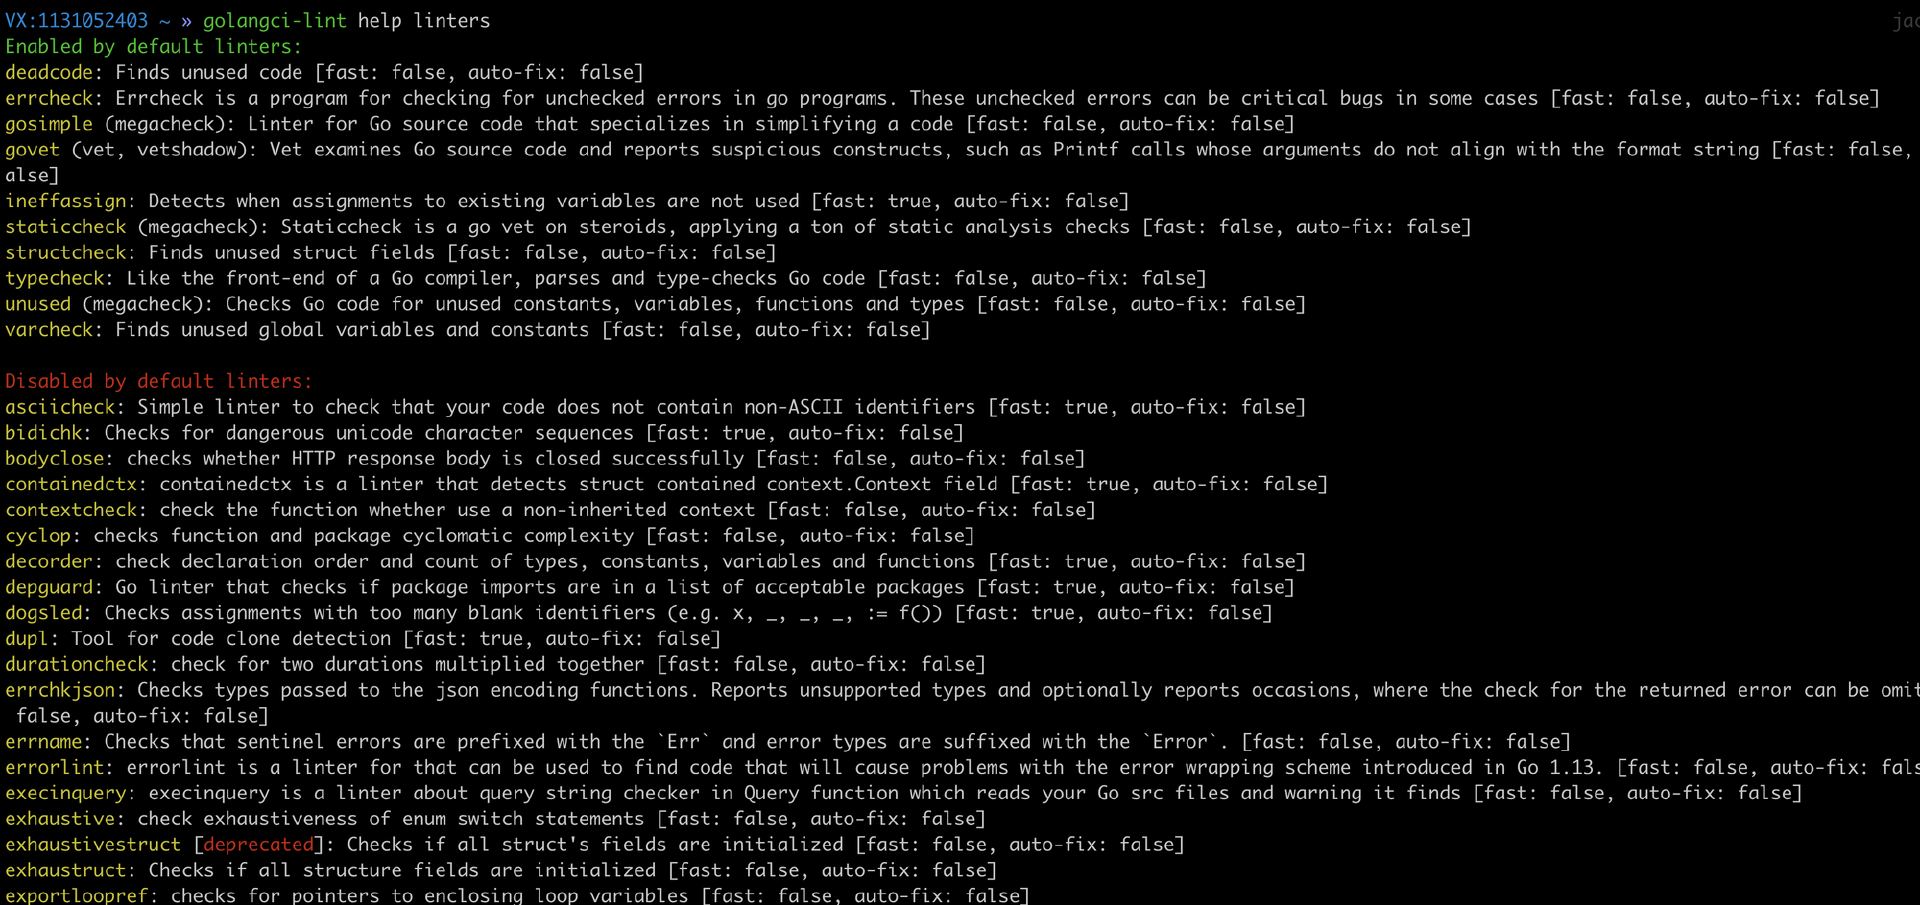 VX:1131052403 ~ » golangci-lint help linters
Enabled by default linters:
deadcode: Finds unused code [fast: false, auto-fix: false]
errcheck: Errcheck is a program for checking for unchecked errors in go programs. These unchecked errors can be critical bugs in some cases [fast: false, auto-fix: false]
gosimple (megacheck): Linter for Go source code that specializes in simplifying a code [fast: false, auto-fix: false]
govet (vet, vetshadow): Vet examines Go source code and reports suspicious constructs, such as Printf calls whose arguments do not align with the format string [fast: false,
alse]
ineffassign: Detects when assignments to existing variables are not used [fast: true, auto-fix: false]
staticcheck (megacheck): Staticcheck is a go vet on steroids, applying a ton of static analysis checks [fast: false, auto-fix: false]
structcheck: Finds unused struct fields [fast: false, auto-fix: false]
typecheck: Like the front-end of a Go compiler, parses and type-checks Go code [fast: false, auto-fix: false]
unused (megacheck): Checks Go code for unused constants, variables, functions and types [fast: false, auto-fix: false]
varcheck: Finds unused global variables and constants [fast: false, auto-fix: false]
Disabled by default linters:
asciicheck: Simple linter to check that your code does not contain non-ASCII identifiers [fast: true, auto-fix: false]
bidichk: Checks for dangerous unicode character sequences [fast: true, auto-fix: false]
bodyclose: checks whether HTTP response body is closed successfully [fast: false, auto-fix: false]
containedctx: containedctx is a linter that detects struct contained context.Context field [fast: true, auto-fix: false]
contextcheck: check the function whether use a non-inherited context [fast: false, auto-fix: false]
cyclop: checks function and package cyclomatic complexity [fast: false, auto-fix: false]
decorder: check declaration order and count of types, constants, variables and functions [fast: true, auto-fix: false]
depguard: Go linter that checks if package imports are in a list of acceptable packages [fast: true, auto-fix: false]
dogsled: Checks assignments with too many blank identifiers (e.g. x, _, _, _, := f()) [fast: true, auto-fix: false]
dupl: Tool for code clone detection [fast: true, auto-fix: false]
durationcheck: check for two durations multiplied together [fast: false, auto-fix: false]
errchkjson: Checks types passed to the json encoding functions. Reports unsupported types and optionally reports occasions, where the check for the returned error can be omit
false, auto-fix: false]
errname: Checks that sentinel errors are prefixed with the `Err` and error types are suffixed with the `Error`. [fast: false, auto-fix: false]
errorlint: errorlint is a linter for that can be used to find code that will cause problems with the error wrapping scheme introduced in Go 1.13. [fast: false, auto-fix: fals
execinquery: execinquery is a linter about query string checker in Query function which reads your Go src files and warning it finds [fast: false, auto-fix: false]
exhaustive: check exhaustiveness of enum switch statements [fast: false, auto-fix: false]
exhaustivestruct [deprecated]: Checks if all struct's fields are initialized [fast: false, auto-fix: false]
exhaustruct: Checks if all structure fields are initialized [fast: false, auto-fix: false]
exportloopref: checks for pointers to enclosing loop variables [fast: false, auto-fix: false]